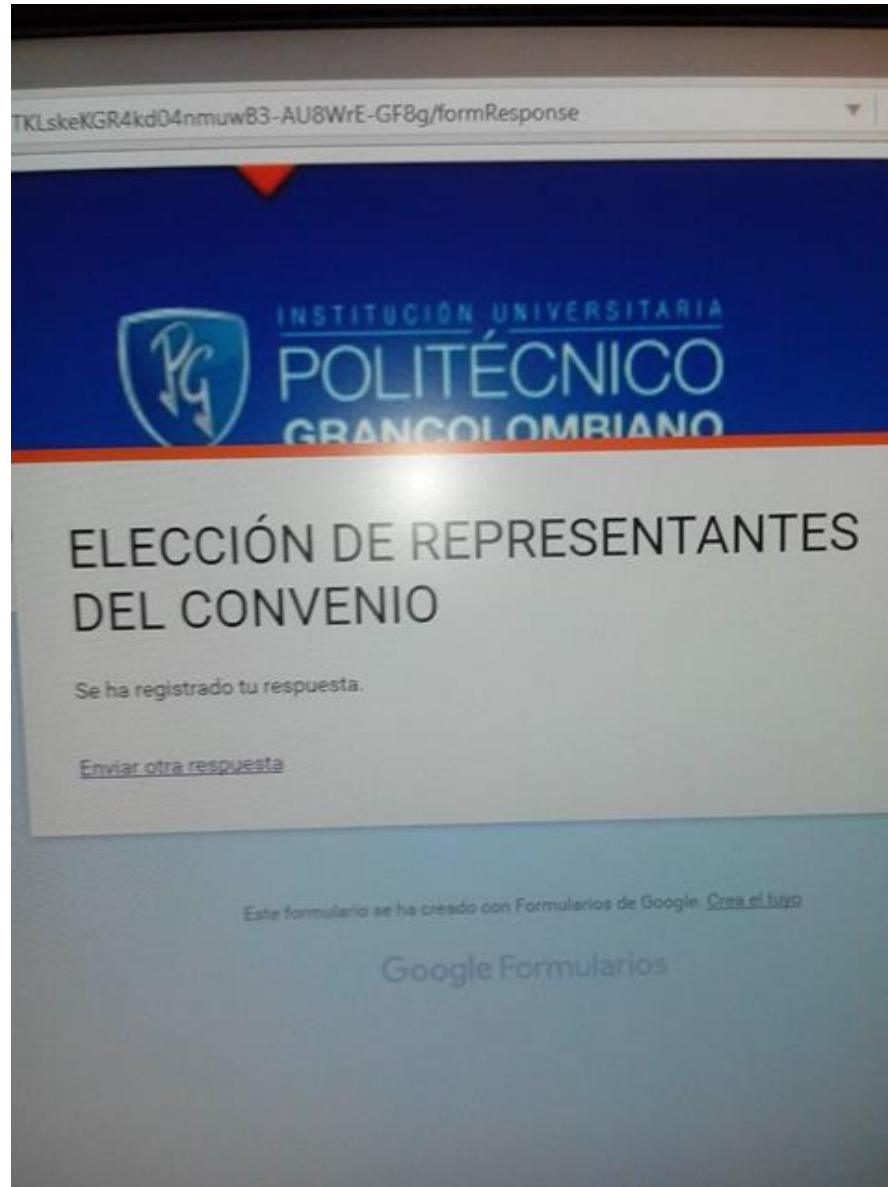 TKLskeKGR4kd04nmuwB3-AU8WrE-GF8g/formResponse
PG
INSTITUCIÓN UNIVERSITARIA
POLITÉCNICO
GRANCOLOMBIANO
ELECCIÓN DE REPRESENTANTES
DEL CONVENIO
Se ha registrado tu respuesta.
Enviar otra respuesta
Este formulario se ha creado con Formularios de Google. Crea el tuyo
Google Formularios